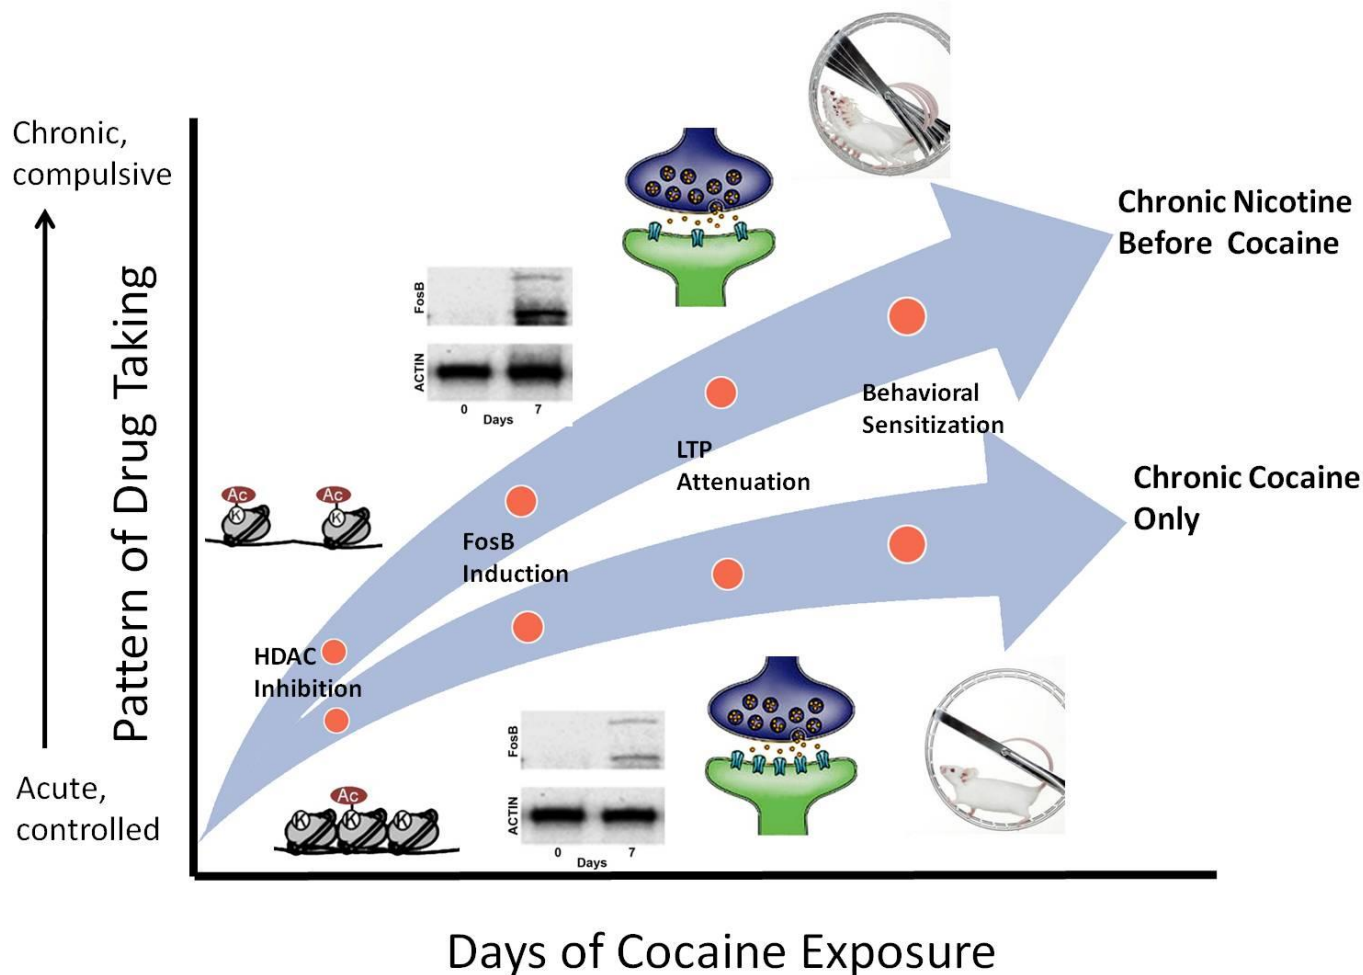 Chronic,
compulsive
Pattern of Drug Taking
Acute,
controlled
Chronic Nicotine
Before Cocaine
Chronic Cocaine
Only
FosB
ACTIN
0 7
Days
Ac Ac
K K
HDAC
Inhibition
FosB
Induction
LTP
Attenuation
Behavioral
Sensitization
Ac
K K K
FosB
ACTIN
0 7
Days
Days of Cocaine Exposure